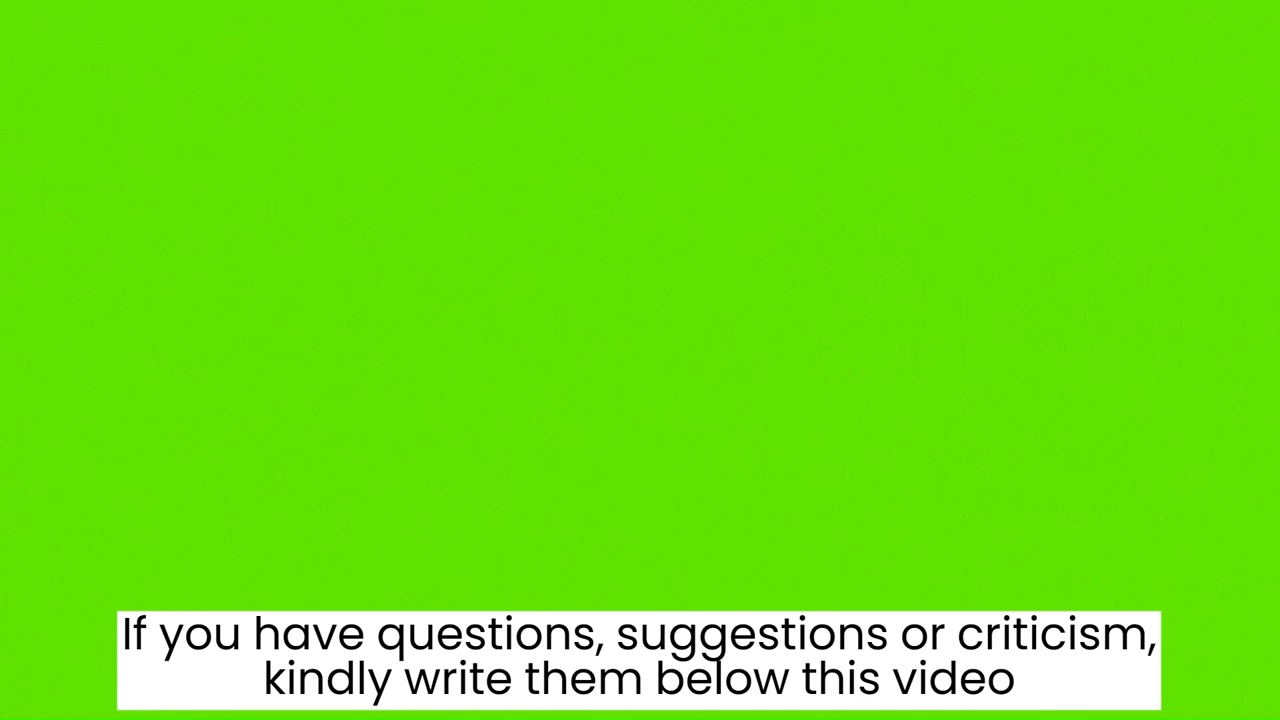 If you have questions, suggestions or criticism,
kindly write them below this video